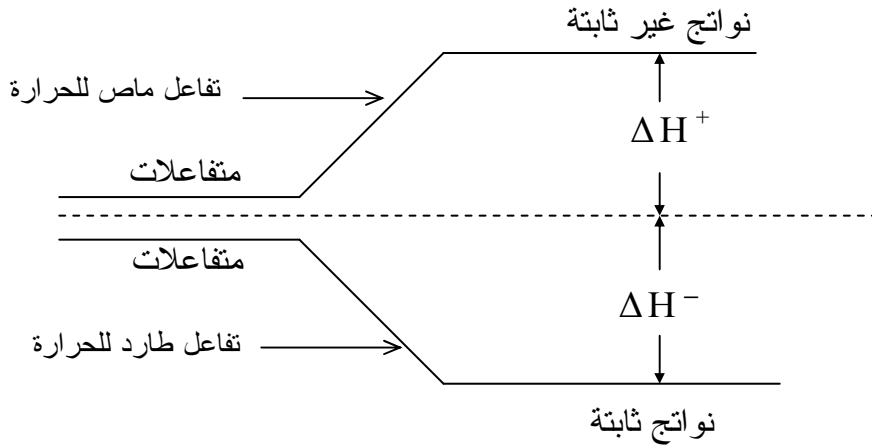 نواتج غير ثابتة
تفاعل ماص للحرارة
ΔH⁺
متفاعلات
متفاعلات
ΔH⁻
تفاعل طارد للحرارة
نواتج ثابتة